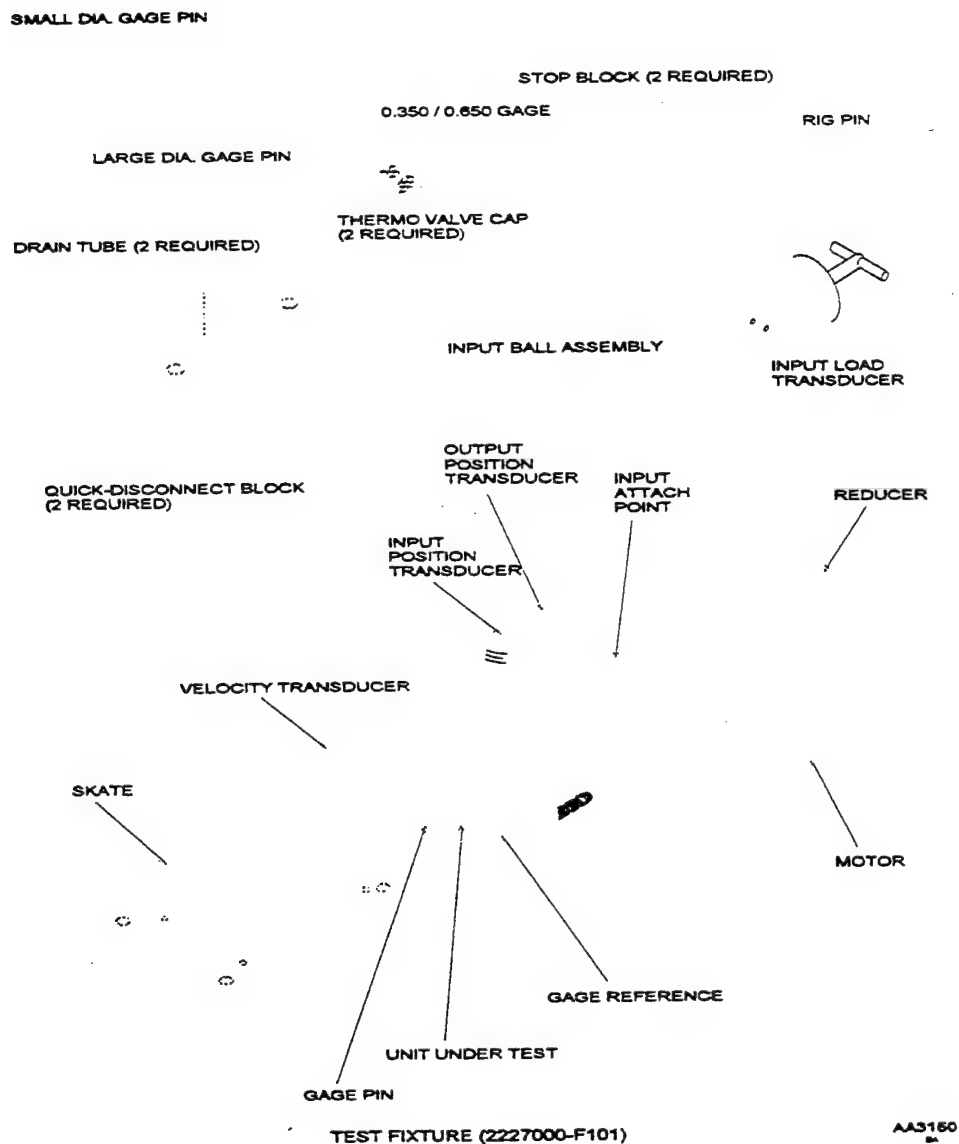 SMALL DIA. GAGE PIN
STOP BLOCK (2 REQUIRED)
0.350 / 0.650 GAGE
RIG PIN
LARGE DIA. GAGE PIN
THERMO VALVE CAP
(2 REQUIRED)
DRAIN TUBE (2 REQUIRED)
INPUT BALL ASSEMBLY
INPUT LOAD
TRANSDUCER
OUTPUT
POSITION
TRANSDUCER
INPUT
ATTACH
POINT
QUICK-DISCONNECT BLOCK
(2 REQUIRED)
REDUCER
INPUT
POSITION
TRANSDUCER
VELOCITY TRANSDUCER
SKATE
MOTOR
GAGE REFERENCE
UNIT UNDER TEST
GAGE PIN
TEST FIXTURE (2227000-F101)
AA3150